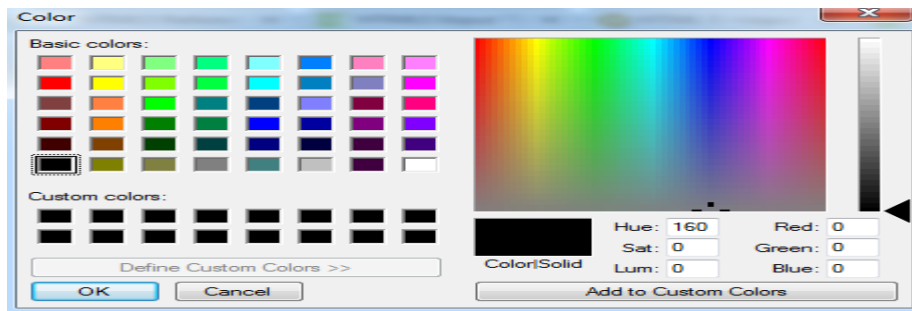 Color
Basic colors:
Custom colors:
Define Custom Colors >>
OK Cancel
Color|Solid
Hue: 160 Red: 0
Sat: 0 Green: 0
Lum: 0 Blue: 0
Add to Custom Colors